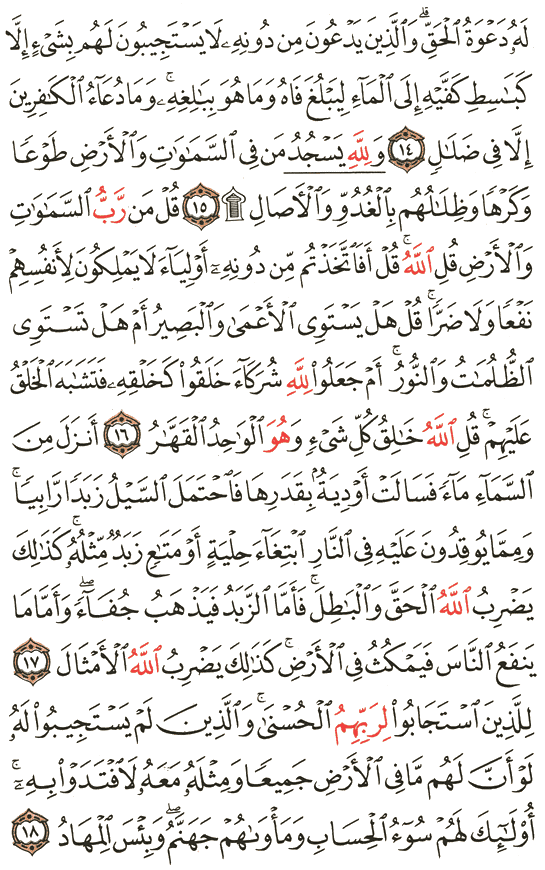 لَهُۥ دَعۡوَةُ ٱلۡحَقِّۚ وَٱلَّذِينَ يَدۡعُونَ مِن دُونِهِۦ لَا يَسۡتَجِيبُونَ لَهُم بِشَيۡءٍ إِلَّا
كَبَٰسِطِ كَفَّيۡهِ إِلَى ٱلۡمَآءِ لِيَبۡلُغَ فَاهُ وَمَا هُوَ بِبَٰلِغِهِۦۚ وَمَا دُعَآءُ ٱلۡكَٰفِرِينَ
إِلَّا فِي ضَلَٰلٖ ١٤ وَلِلَّهِۤ يَسۡجُدُۤ مَن فِي ٱلسَّمَٰوَٰتِ وَٱلۡأَرۡضِ طَوۡعٗا
وَكَرۡهٗا وَظِلَٰلُهُم بِٱلۡغُدُوِّ وَٱلۡأٓصَالِ ۩ ١٥ قُلۡ مَن رَّبُّ ٱلسَّمَٰوَٰتِ
وَٱلۡأَرۡضِ قُلِ ٱللَّهُۚ قُلۡ أَفَٱتَّخَذۡتُم مِّن دُونِهِۦٓ أَوۡلِيَآءَ لَا يَمۡلِكُونَ لِأَنفُسِهِمۡ
نَفۡعٗا وَلَا ضَرّٗاۚ قُلۡ هَلۡ يَسۡتَوِي ٱلۡأَعۡمَىٰ وَٱلۡبَصِيرُ أَمۡ هَلۡ تَسۡتَوِي
ٱلظُّلُمَٰتُ وَٱلنُّورُۗ أَمۡ جَعَلُواْ لِلَّهِ شُرَكَآءَ خَلَقُواْ كَخَلۡقِهِۦ فَتَشَٰبَهَ ٱلۡخَلۡقُ
عَلَيۡهِمۡۚ قُلِ ٱللَّهُ خَٰلِقُ كُلِّ شَيۡءٖ وَهُوَ ٱلۡوَٰحِدُ ٱلۡقَهَّٰرُ ١٦ أَنزَلَ مِنَ
ٱلسَّمَآءِ مَآءٗ فَسَالَتۡ أَوۡدِيَةُۢ بِقَدَرِهَا فَٱحۡتَمَلَ ٱلسَّيۡلُ زَبَدٗا رَّابِيٗاۖ
وَمِمَّا يُوقِدُونَ عَلَيۡهِ فِي ٱلنَّارِ ٱبۡتِغَآءَ حِلۡيَةٍ أَوۡ مَتَٰعٖ زَبَدٞ مِّثۡلُهُۥۚ كَذَٰلِكَ
يَضۡرِبُ ٱللَّهُ ٱلۡحَقَّ وَٱلۡبَٰطِلَۚ فَأَمَّا ٱلزَّبَدُ فَيَذۡهَبُ جُفَآءٗۖ وَأَمَّا مَا
يَنفَعُ ٱلنَّاسَ فَيَمۡكُثُ فِي ٱلۡأَرۡضِۚ كَذَٰلِكَ يَضۡرِبُ ٱللَّهُ ٱلۡأَمۡثَالَ ١٧
لِلَّذِينَ ٱسۡتَجَابُواْ لِرَبِّهِمُ ٱلۡحُسۡنَىٰۚ وَٱلَّذِينَ لَمۡ يَسۡتَجِيبُواْ لَهُۥ
لَوۡ أَنَّ لَهُم مَّا فِي ٱلۡأَرۡضِ جَمِيعٗا وَمِثۡلَهُۥ مَعَهُۥ لَٱفۡتَدَوۡاْ بِهِۦٓۚ
أُوْلَٰٓئِكَ لَهُمۡ سُوٓءُ ٱلۡحِسَابِ وَمَأۡوَىٰهُمۡ جَهَنَّمُۖ وَبِئۡسَ ٱلۡمِهَادُ ١٨